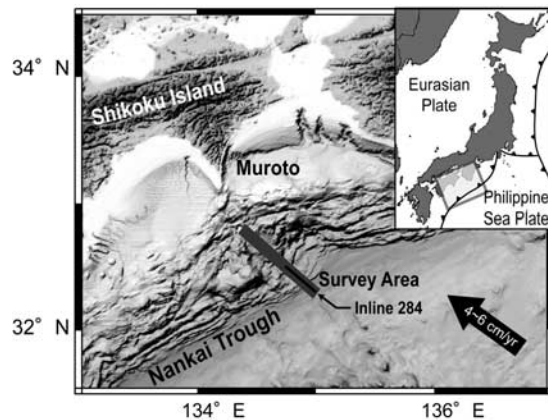 34° N
32° N
134° E
136° E
Shikoku Island
Muroto
Survey Area
Inline 284
Nankai Trough
4~6 cm/yr
Eurasian
Plate
Philippine
Sea Plate